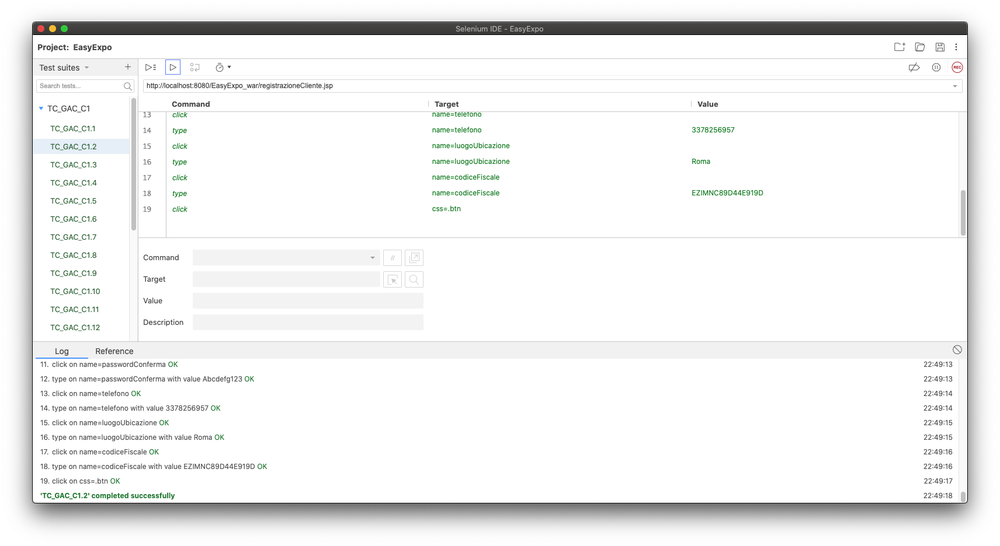 Selenium IDE - EasyExpo
Project: EasyExpo
Test suites
Search tests...
TC_GAC_C1
TC_GAC_C1.1
TC_GAC_C1.2
TC_GAC_C1.3
TC_GAC_C1.4
TC_GAC_C1.5
TC_GAC_C1.6
TC_GAC_C1.7
TC_GAC_C1.8
TC_GAC_C1.9
TC_GAC_C1.10
TC_GAC_C1.11
TC_GAC_C1.12
REC
http://localhost:8080/EasyExpo_war/registrazioneCliente.jsp
Command Target Value
13 click name=telefono
14 type name=telefono 3378256957
15 click name=luogoUbicazione
16 type name=luogoUbicazione Roma
17 click name=codiceFiscale
18 type name=codiceFiscale EZIMNC89D44E919D
19 click css=.btn
Command //
Target
Value
Description
Log Reference
11. click on name=passwordConferma OK 22:49:13
12. type on name=passwordConferma with value Abcdefg123 OK 22:49:13
13. click on name=telefono OK 22:49:14
14. type on name=telefono with value 3378256957 OK 22:49:14
15. click on name=luogoUbicazione OK 22:49:15
16. type on name=luogoUbicazione with value Roma OK 22:49:15
17. click on name=codiceFiscale OK 22:49:16
18. type on name=codiceFiscale with value EZIMNC89D44E919D OK 22:49:16
19. click on css=.btn OK 22:49:17
'TC_GAC_C1.2' completed successfully 22:49:18